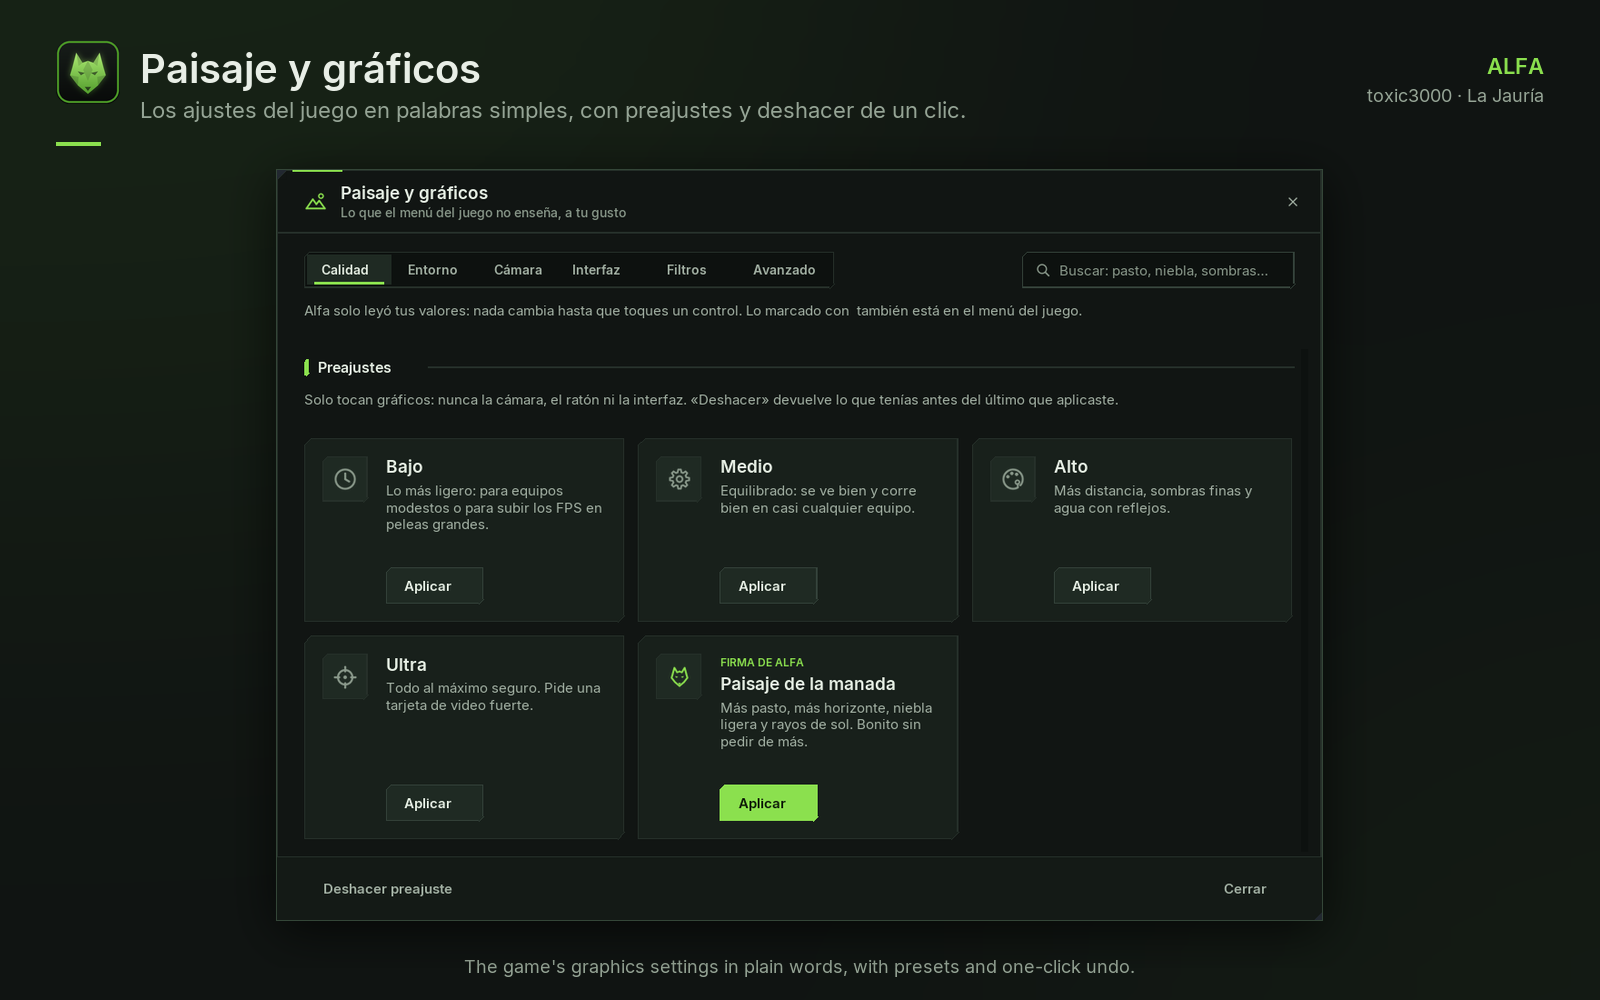 Paisaje y gráficos
Los ajustes del juego en palabras simples, con preajustes y deshacer de un clic.
ALFA
toxic3000 · La Jauría
Paisaje y gráficos
Lo que el menú del juego no enseña, a tu gusto
×
Calidad
Entorno
Cámara
Interfaz
Filtros
Avanzado
Buscar: pasto, niebla, sombras...
Alfa solo leyó tus valores: nada cambia hasta que toques un control. Lo marcado con  también está en el menú del juego.
Preajustes
Solo tocan gráficos: nunca la cámara, el ratón ni la interfaz. «Deshacer» devuelve lo que tenías antes del último que aplicaste.
Bajo
Lo más ligero: para equipos
modestos o para subir los FPS en
peleas grandes.
Aplicar
Medio
Equilibrado: se ve bien y corre
bien en casi cualquier equipo.
Aplicar
Alto
Más distancia, sombras finas y
agua con reflejos.
Aplicar
Ultra
Todo al máximo seguro. Pide una
tarjeta de video fuerte.
Aplicar
FIRMA DE ALFA
Paisaje de la manada
Más pasto, más horizonte, niebla
ligera y rayos de sol. Bonito sin
pedir de más.
Aplicar
Deshacer preajuste
Cerrar
The game's graphics settings in plain words, with presets and one-click undo.